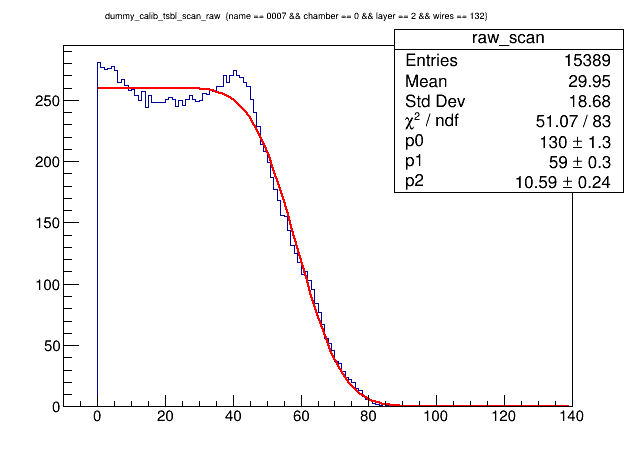 dummy_calib_tsbl_scan_raw (name == 0007 && chamber == 0 && layer == 2 && wires == 132)
raw_scan
Entries 15389
Mean 29.95
Std Dev 18.68
χ² / ndf 51.07 / 83
p0 130 ± 1.3
p1 59 ± 0.3
p2 10.59 ± 0.24
250
200
150
100
50
0
0 20 40 60 80 100 120 140